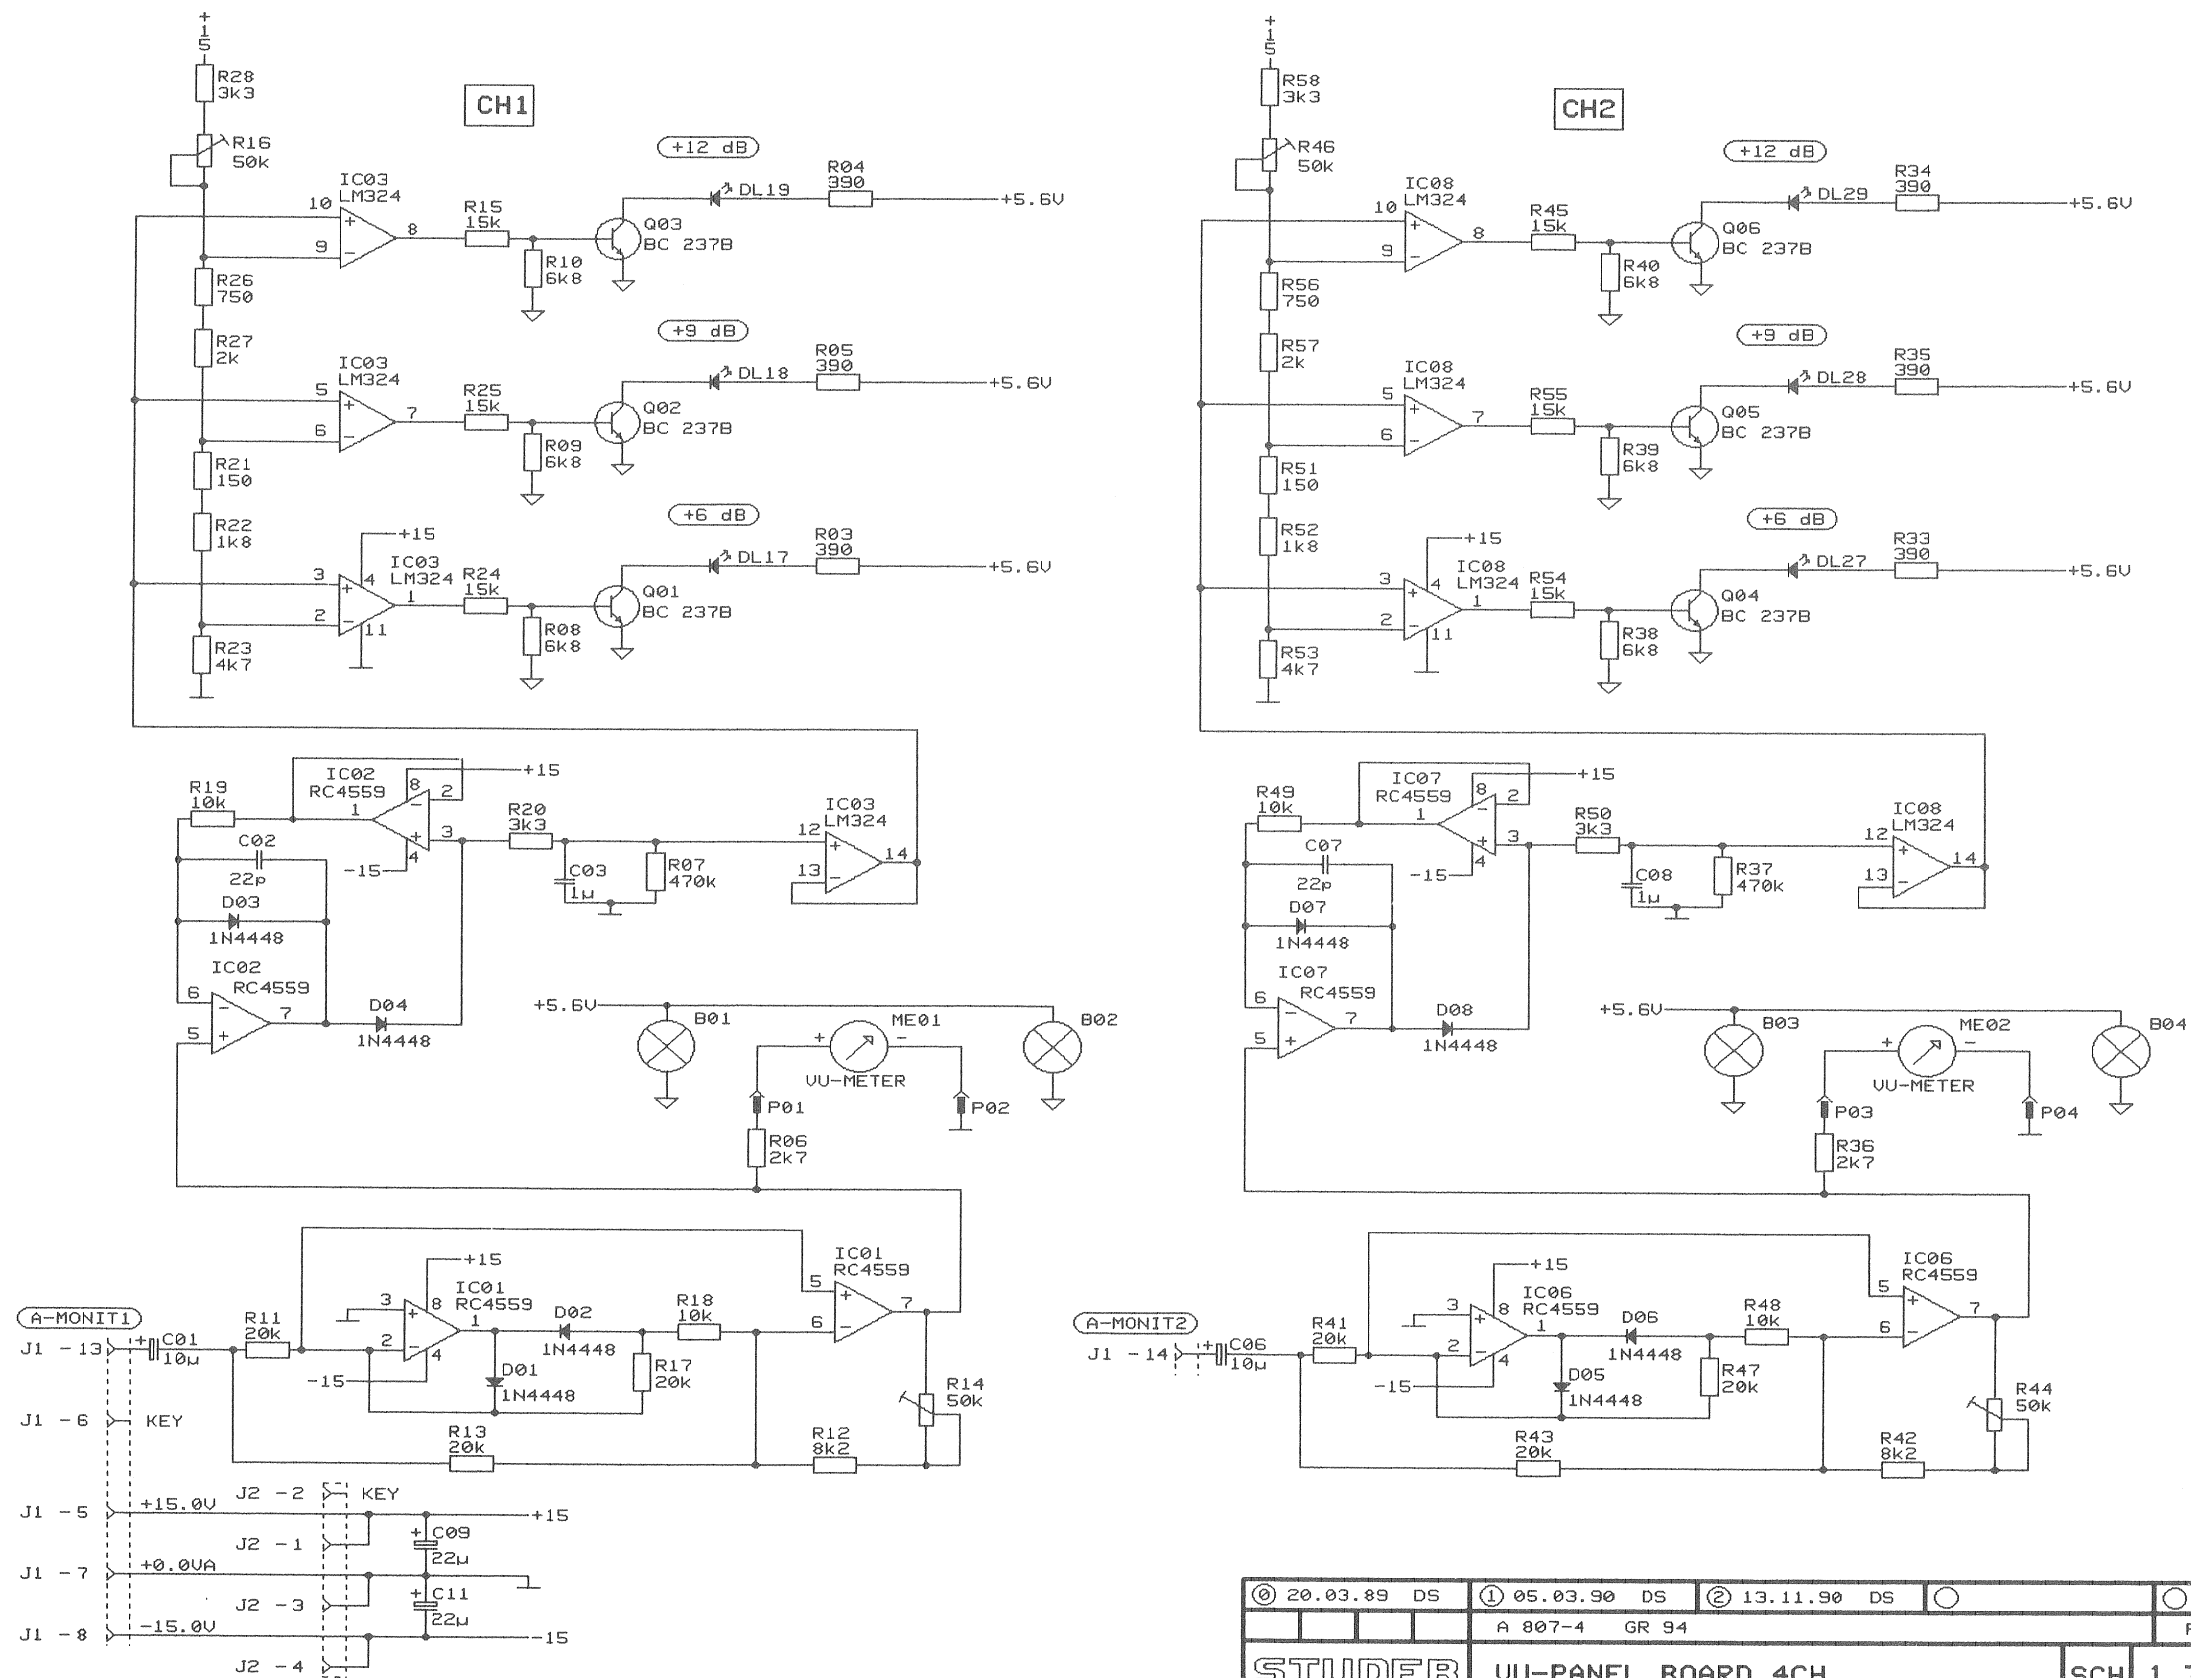 +
1
5
R28
3k3
R16
50k
CH1
+12 dB
IC03
LM324
10
9
8
R15
15k
R10
6k8
Q03
BC 237B
DL19
R04
390
+5.6V
R26
750
R27
2k
+9 dB
IC03
LM324
5
6
7
R25
15k
R09
6k8
Q02
BC 237B
DL18
R05
390
+5.6V
R21
150
R22
1k8
+6 dB
+15
IC03
LM324
3
2
4
11
1
R24
15k
R08
6k8
Q01
BC 237B
DL17
R03
390
+5.6V
R23
4k7
R19
10k
IC02
RC4559
+15
8
2
1
3
4
-15
C02
22p
D03
1N4448
R20
3k3
C03
1µ
R07
470k
IC03
LM324
12
13
14
IC02
RC4559
6
5
7
D04
1N4448
+5.6V
B01
ME01
VU-METER
+
-
B02
P01
P02
R06
2k7
A-MONIT1
J1 -13
+
C01
10µ
R11
20k
+15
IC01
RC4559
3
2
8
4
1
-15
D02
1N4448
D01
1N4448
R18
10k
R17
20k
IC01
RC4559
5
6
7
R14
50k
R13
20k
R12
8k2
J1 -6
KEY
J2 -2
KEY
J1 -5
+15.0V
+15
J2 -1
+
C09
22µ
J1 -7
+0.0VA
J2 -3
+
C11
22µ
J1 -8
-15.0V
-15
J2 -4
+
1
5
R58
3k3
R46
50k
CH2
+12 dB
IC08
LM324
10
9
8
R45
15k
R40
6k8
Q06
BC 237B
DL29
R34
390
+5.6V
R56
750
R57
2k
+9 dB
IC08
LM324
5
6
7
R55
15k
R39
6k8
Q05
BC 237B
DL28
R35
390
+5.6V
R51
150
R52
1k8
+6 dB
+15
IC08
LM324
3
2
4
11
1
R54
15k
R38
6k8
Q04
BC 237B
DL27
R33
390
+5.6V
R53
4k7
R49
10k
IC07
RC4559
+15
8
2
1
3
4
-15
C07
22p
D07
1N4448
R50
3k3
C08
1µ
R37
470k
IC08
LM324
12
13
14
IC07
RC4559
6
5
7
D08
1N4448
+5.6V
B03
ME02
VU-METER
+
-
B04
P03
P04
R36
2k7
A-MONIT2
J1 -14
+
C06
10µ
R41
20k
+15
IC06
RC4559
3
2
8
4
1
-15
D06
1N4448
D05
1N4448
R48
10k
R47
20k
IC06
RC4559
5
6
7
R44
50k
R43
20k
R42
8k2
0 20.03.89 DS
1 05.03.90 DS
2 13.11.90 DS
A 807-4 GR 94
STUDER
VU-PANEL BOARD 4CH
SCH
1